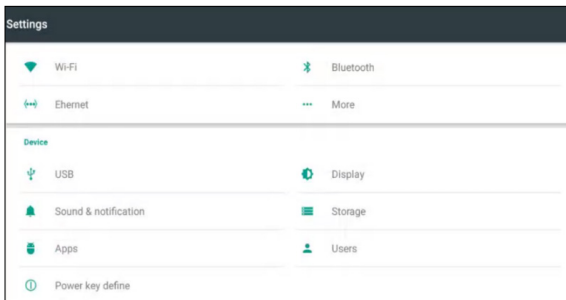 Settings
Wi-Fi
Bluetooth
Ehernet
More
Device
USB
Display
Sound & notification
Storage
Apps
Users
Power key define